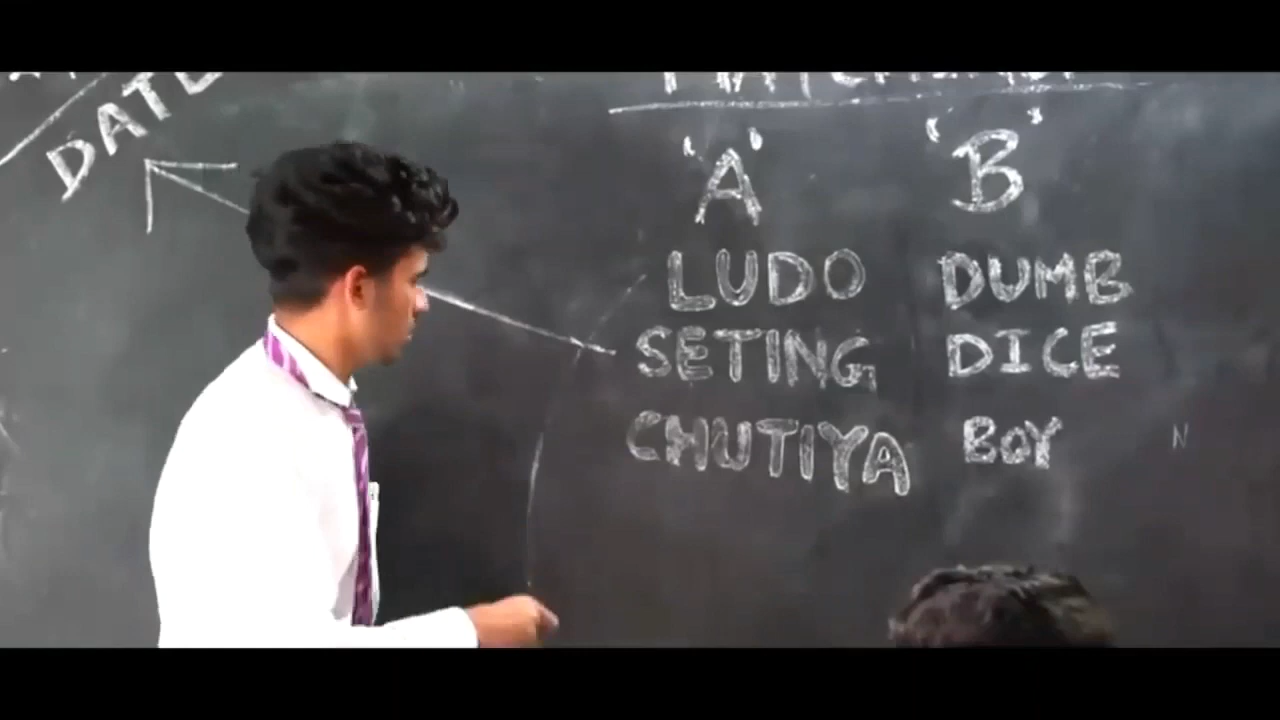 DATE
'A' 'B'
LUDO DUMB
SETING DICE
CHUTIYA BOY
N